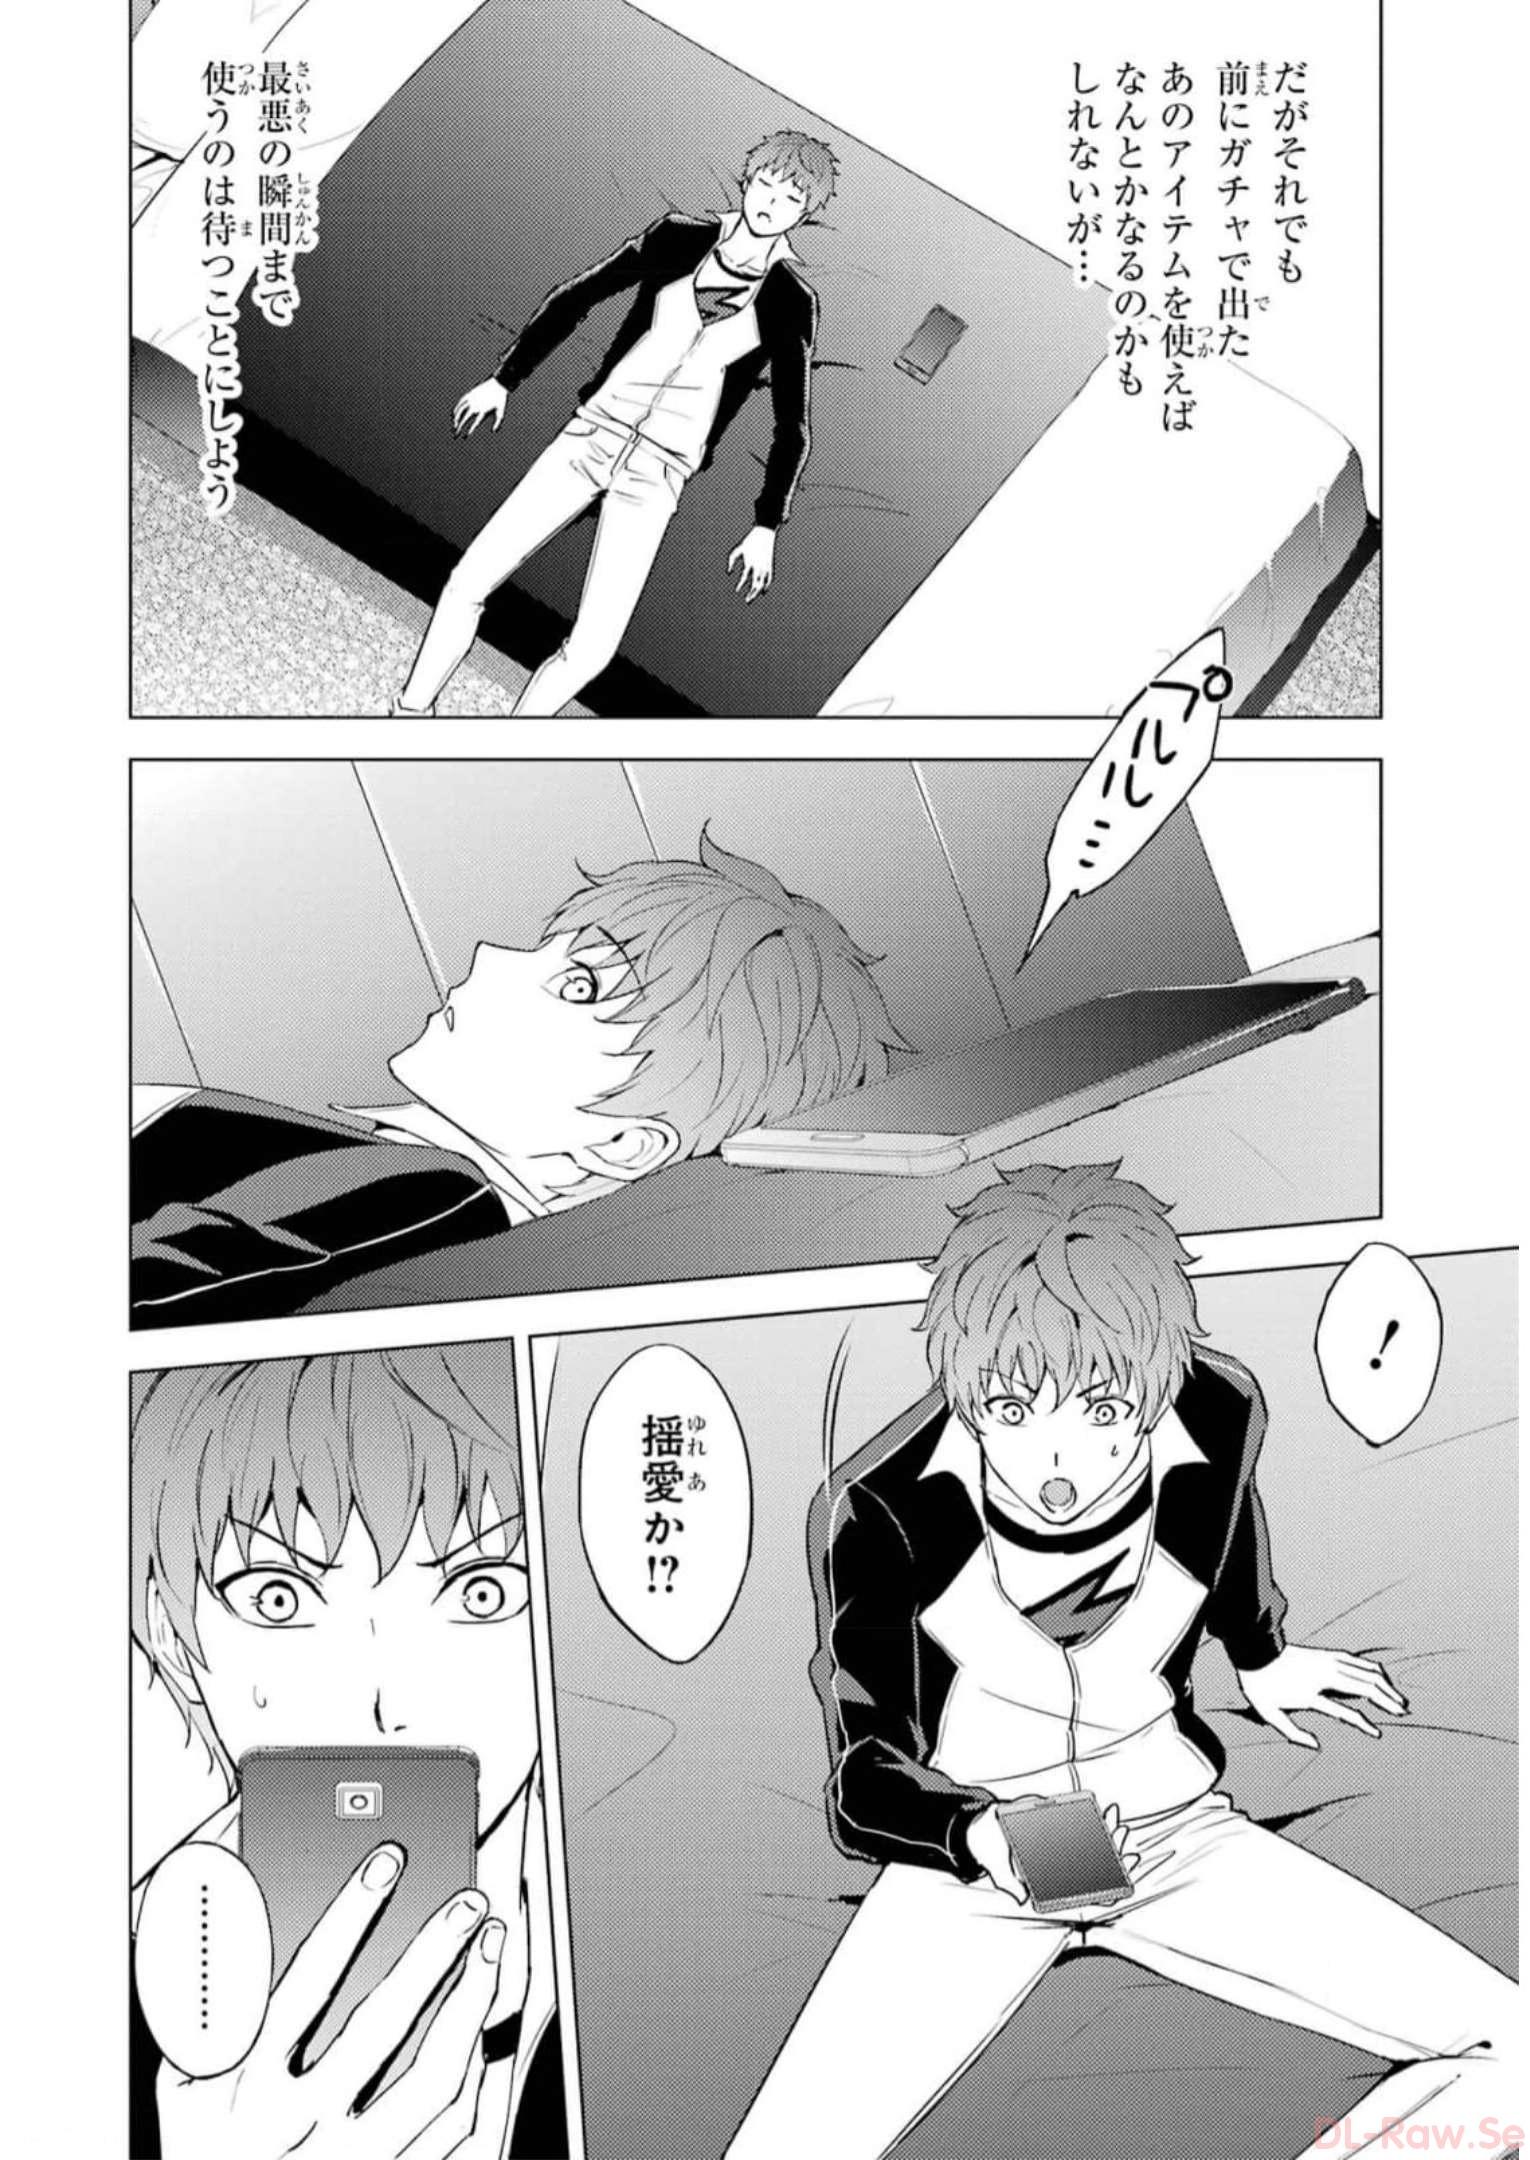 だがそれでも
前にガチャで出た
あのアイテムを使えば
なんとかなるのかも
しれないが…
最悪の瞬間まで
使うのは待つことにしよう
プルル…
！
揺愛か!?
…………
DL-Raw.Se